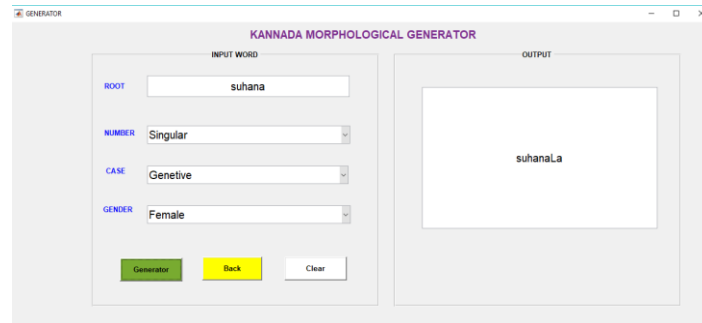 GENERATOR
KANNADA MORPHOLOGICAL GENERATOR
INPUT WORD
ROOT suhana
NUMBER Singular
CASE Genetive
GENDER Female
Generator Back Clear
OUTPUT
suhanaLa